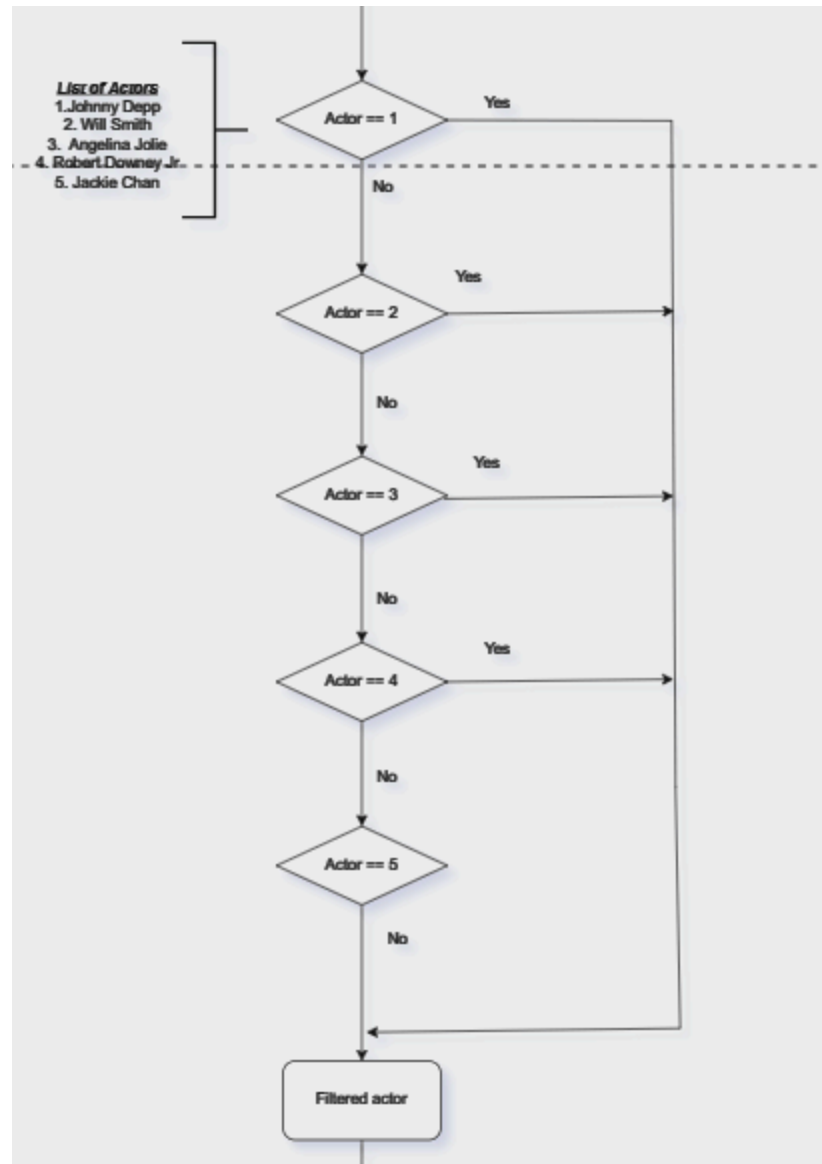 List of Actors
1.Johnny Depp
2. Will Smith
3. Angelina Jolie
4. Robert Downey Jr
5. Jackie Chan
Actor == 1
Yes
No
Yes
Actor == 2
No
Yes
Actor == 3
No
Yes
Actor == 4
No
Actor == 5
No
Filtered actor